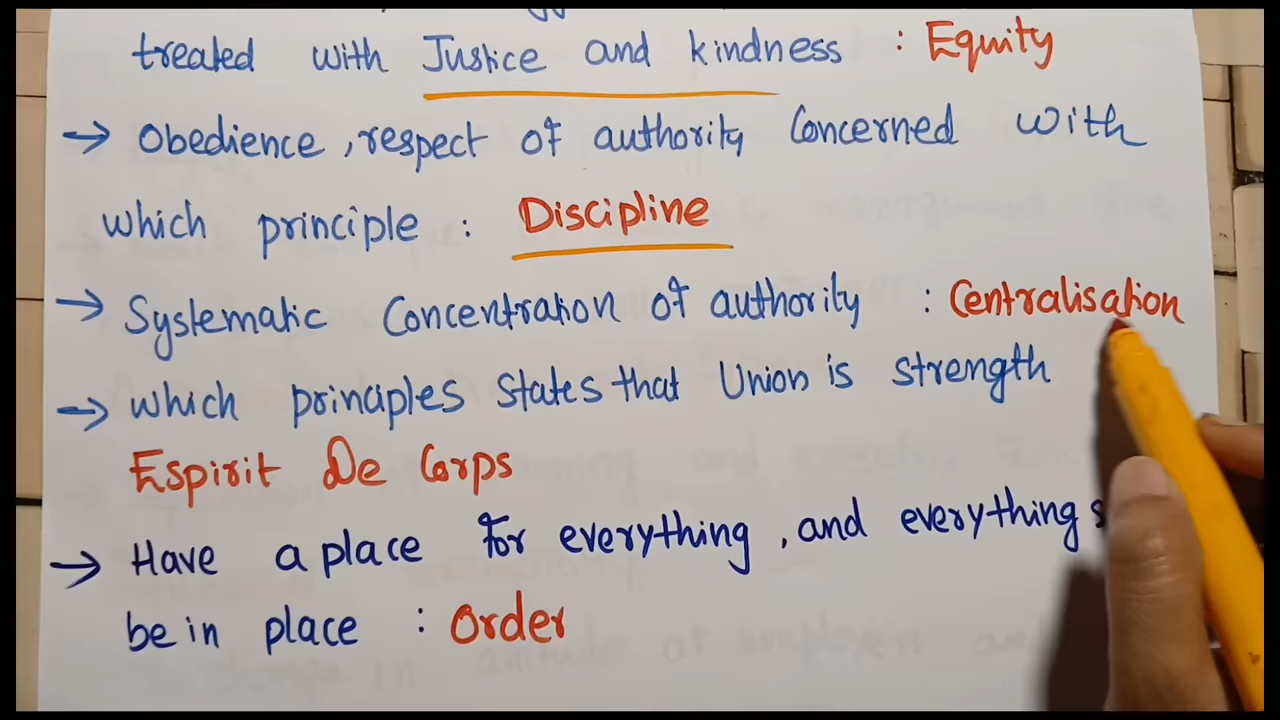 treated with Justice and kindness : Equity
→ Obedience, respect of authority Concerned with
which principle : Discipline
→ Systematic Concentration of authority : Centralisation
→ which principles states that Union is strength
Espirit De Corps
→ Have a place for everything, and everything
be in place : Order